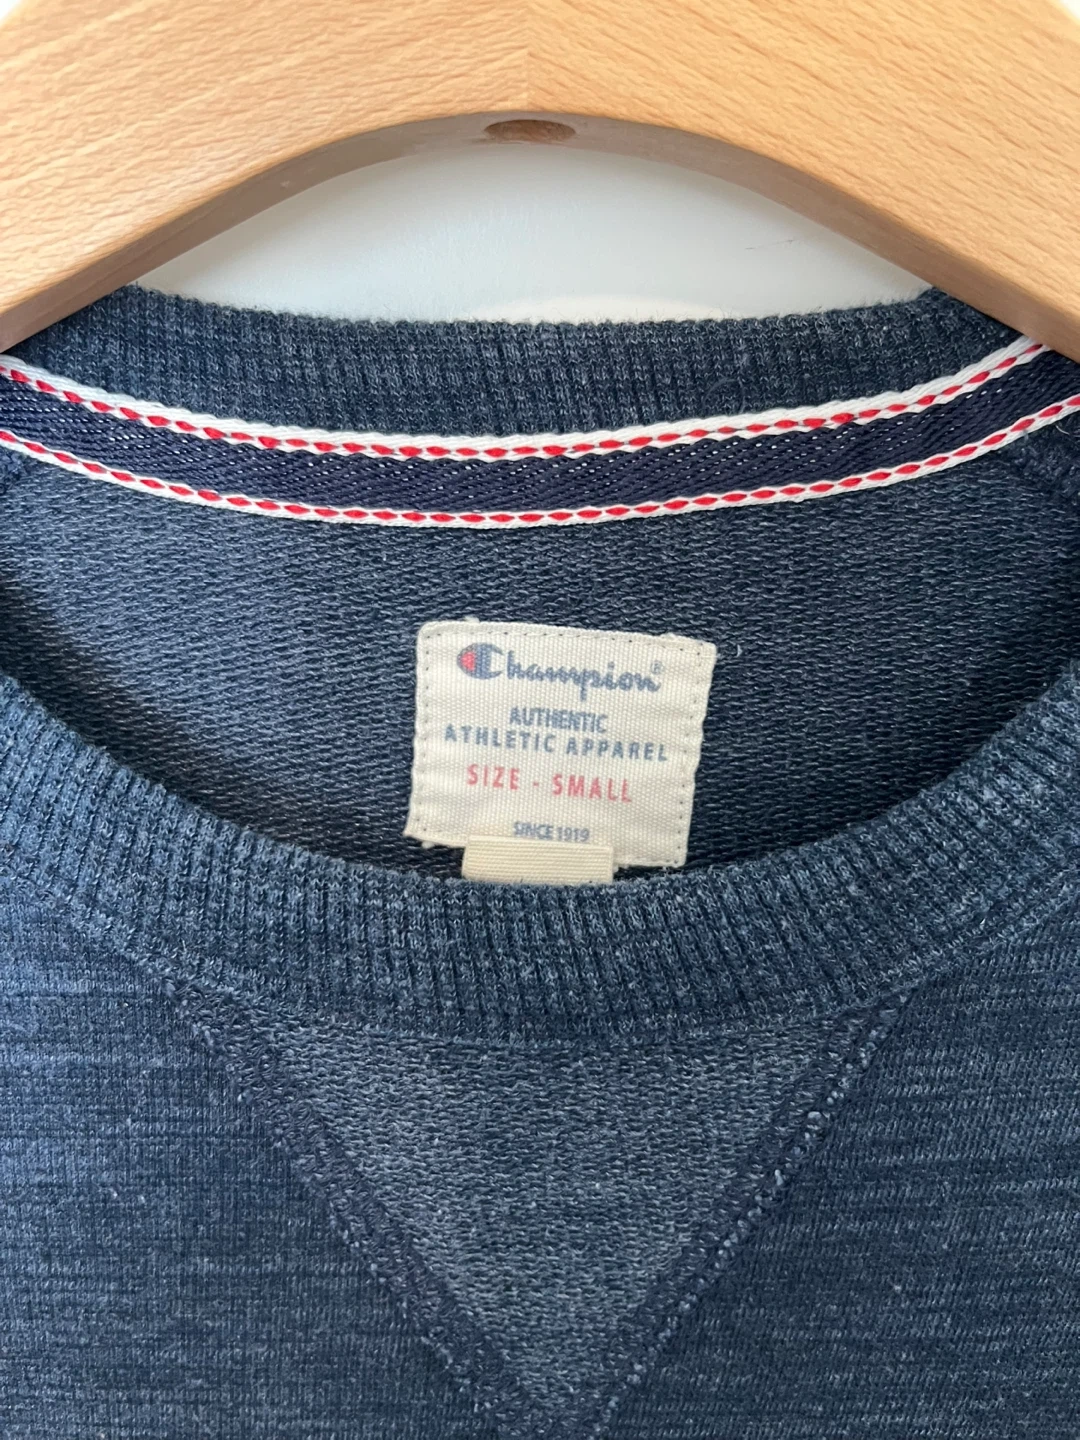 Champion®
AUTHENTIC
ATHLETIC APPAREL
SIZE - SMALL
SINCE 1919